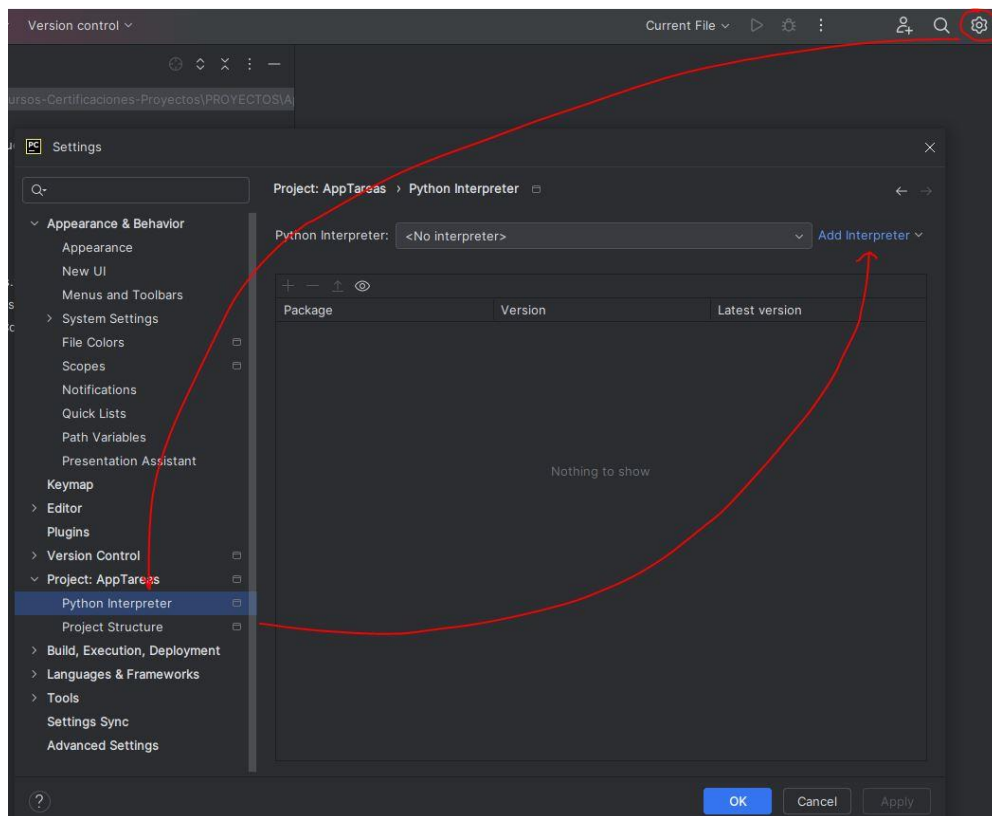 Version control
Current File
ursos-Certificaciones-Proyectos\PROYECTOS\A
PC Settings
Project: AppTareas › Python Interpreter
Python Interpreter: <No interpreter> Add Interpreter
Package Version Latest version
Nothing to show
Appearance & Behavior
Appearance
New UI
Menus and Toolbars
System Settings
File Colors
Scopes
Notifications
Quick Lists
Path Variables
Presentation Assistant
Keymap
Editor
Plugins
Version Control
Project: AppTareas
Python Interpreter
Project Structure
Build, Execution, Deployment
Languages & Frameworks
Tools
Settings Sync
Advanced Settings
?
OK Cancel Apply